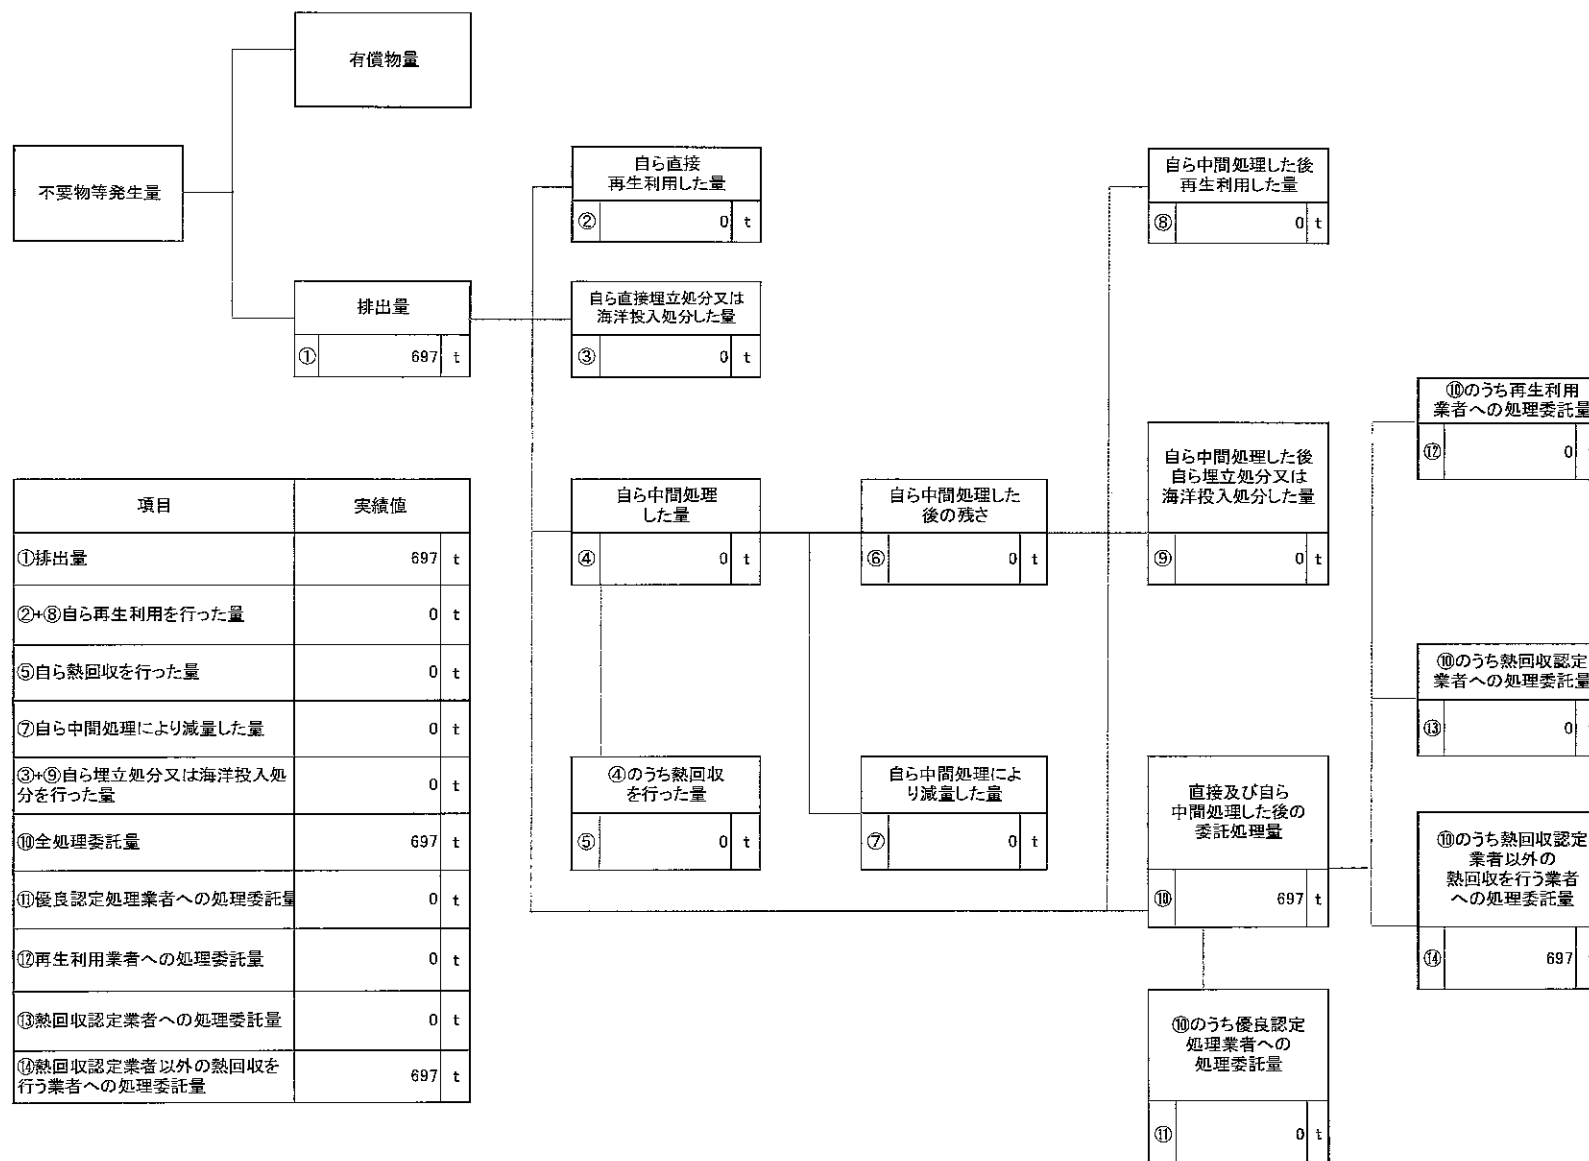 有償物量
不要物等発生量
排出量
① 697 t
自ら直接
再生利用した量
② 0 t
自ら直接埋立処分又は
海洋投入処分した量
③ 0 t
自ら中間処理
した量
④ 0 t
④のうち熱回収
を行った量
⑤ 0 t
自ら中間処理した
後の残さ
⑥ 0 t
自ら中間処理によ
り減量した量
⑦ 0 t
自ら中間処理した後
再生利用した量
⑧ 0 t
自ら中間処理した後
自ら埋立処分又は
海洋投入処分した量
⑨ 0 t
直接及び自ら
中間処理した後の
委託処理量
⑩ 697 t
⑩のうち優良認定
処理業者への
処理委託量
⑪ 0 t
⑩のうち再生利用
業者への処理委託量
⑫ 0
⑩のうち熱回収認定
業者への処理委託量
⑬ 0
⑩のうち熱回収認定
業者以外の
熱回収を行う業者
への処理委託量
⑭ 697
項目 実績値
①排出量 697 t
②+⑧自ら再生利用を行った量 0 t
⑤自ら熱回収を行った量 0 t
⑦自ら中間処理により減量した量 0 t
③+⑨自ら埋立処分又は海洋投入処
分を行った量 0 t
⑩全処理委託量 697 t
⑪優良認定処理業者への処理委託量 0 t
⑫再生利用業者への処理委託量 0 t
⑬熱回収認定業者への処理委託量 0 t
⑭熱回収認定業者以外の熱回収を
行う業者への処理委託量 697 t